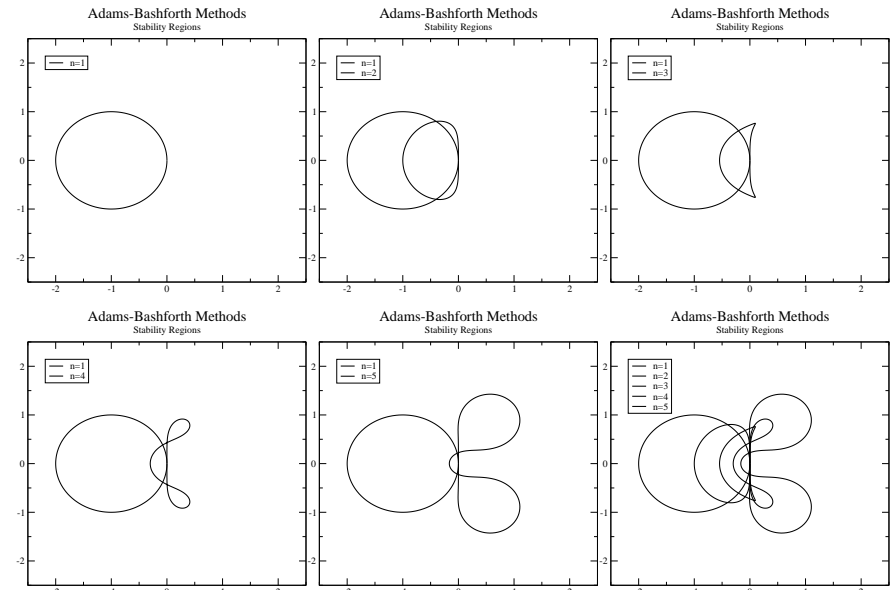 Adams-Bashforth Methods
Stability Regions
n=1
2
1
0
-1
-2
-2 -1 0 1 2
Adams-Bashforth Methods
Stability Regions
n=1
n=2
2
1
0
-1
-2
-2 -1 0 1 2
Adams-Bashforth Methods
Stability Regions
n=1
n=3
2
1
0
-1
-2
-2 -1 0 1 2
Adams-Bashforth Methods
Stability Regions
n=1
n=4
2
1
0
-1
-2
Adams-Bashforth Methods
Stability Regions
n=1
n=5
2
1
0
-1
-2
Adams-Bashforth Methods
Stability Regions
n=1
n=2
n=3
n=4
n=5
2
1
0
-1
-2